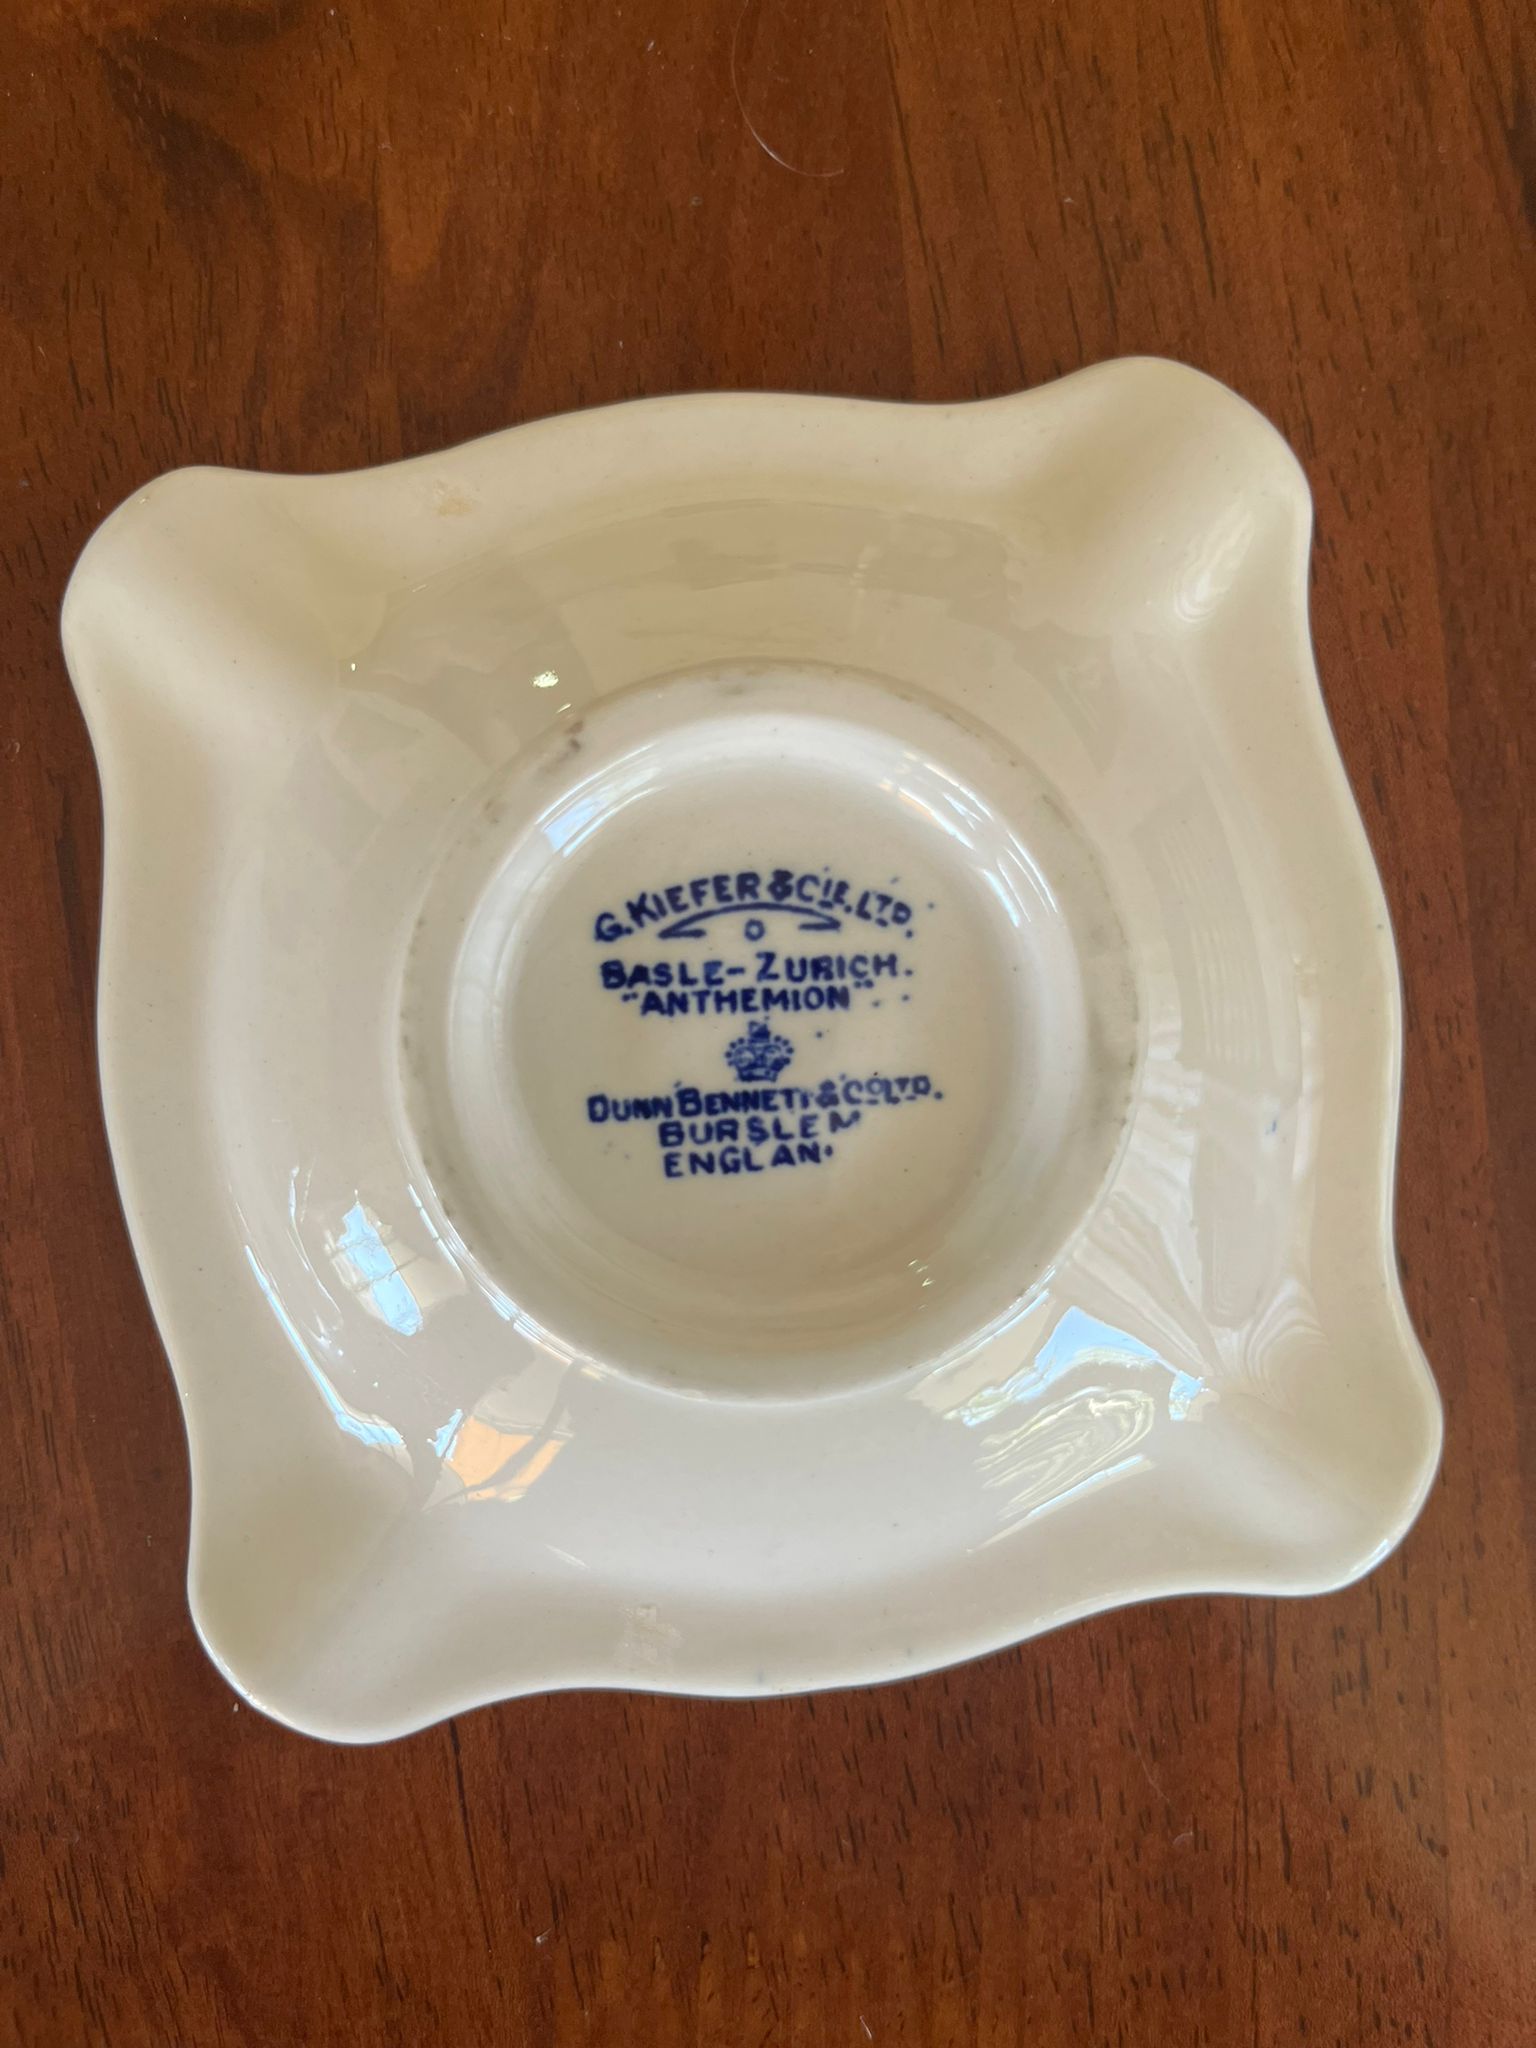 G. KIEFER & CIE. LTD.
BASLE-ZURICH.
"ANTHEMION"
DUNN BENNETT & CO LTD.
BURSLEM
ENGLAN